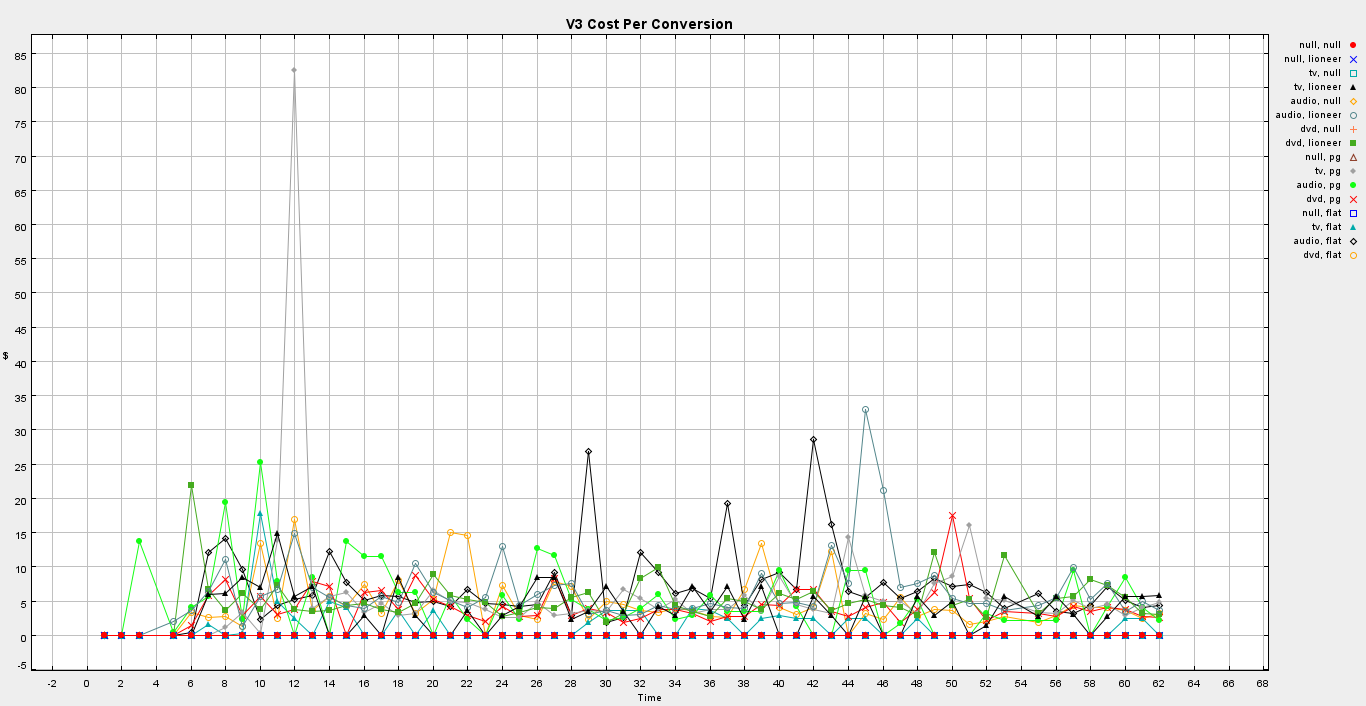 V3 Cost Per Conversion
85
80
75
70
65
60
55
50
45
40
35
30
25
20
15
10
5
0
-5
$
-2 0 2 4 6 8 10 12 14 16 18 20 22 24 26 28 30 32 34 36 38 40 42 44 46 48 50 52 54 56 58 60 62 64 66 68
Time
null, null
null, lioneer
tv, null
tv, lioneer
audio, null
audio, lioneer
dvd, null
dvd, lioneer
null, pg
tv, pg
audio, pg
dvd, pg
null, flat
tv, flat
audio, flat
dvd, flat